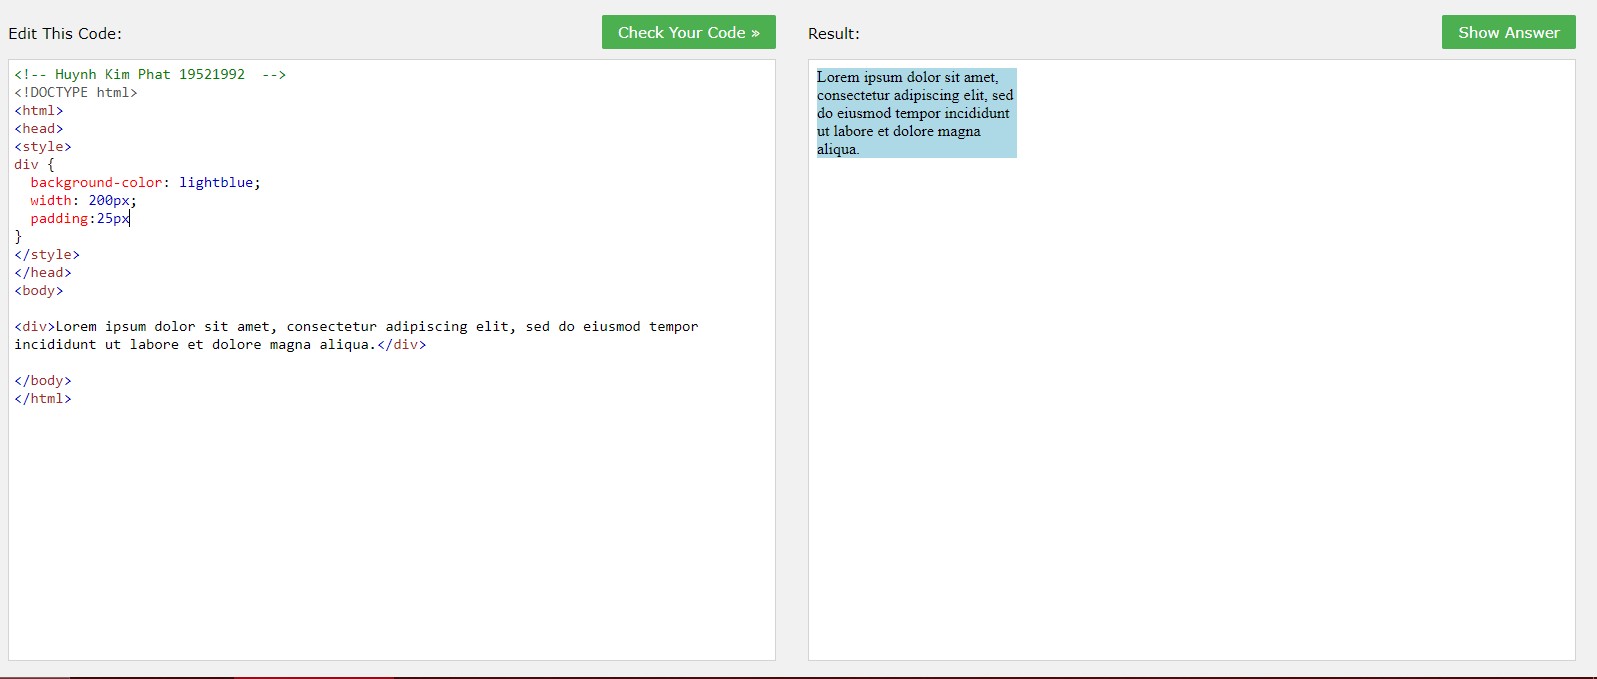 Edit This Code:
Check Your Code »
<!-- Huynh Kim Phat 19521992  -->
<!DOCTYPE html>
<html>
<head>
<style>
div {
  background-color: lightblue;
  width: 200px;
  padding:25px
}
</style>
</head>
<body>
<div>Lorem ipsum dolor sit amet, consectetur adipiscing elit, sed do eiusmod tempor
incididunt ut labore et dolore magna aliqua.</div>
</body>
</html>
Result:
Show Answer
Lorem ipsum dolor sit amet,
consectetur adipiscing elit, sed
do eiusmod tempor incididunt
ut labore et dolore magna
aliqua.